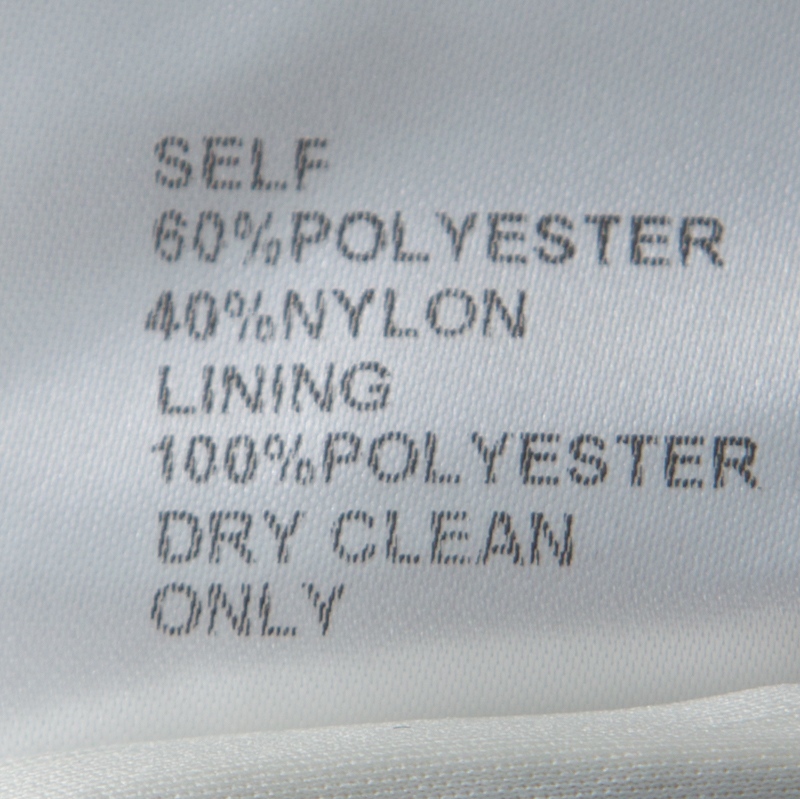 SELF
60%POLYESTER
40%NYLON
LINING
100%POLYESTER
DRY CLEAN
ONLY